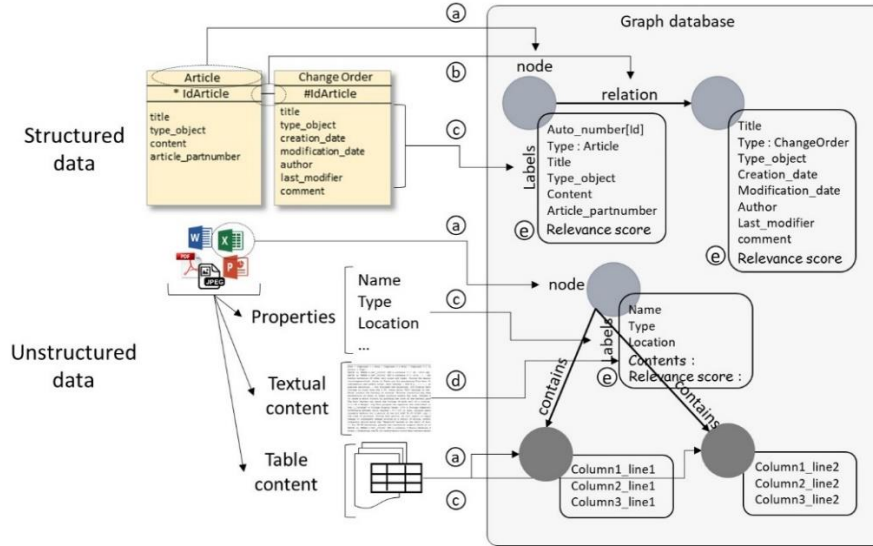 Graph database
a
node
Article
Change Order
* IdArticle
#IdArticle
b
relation
title
type_object
content
article_partnumber
title
type_object
creation_date
modification_date
author
last_modifier
comment
Structured
data
c
Labels
Auto_number[Id]
Type : Article
Title
Type_object
Content
Article_partnumber
e
Relevance score
Title
Type : ChangeOrder
Type_object
Creation_date
Modification_date
Author
Last_modifier
comment
e
Relevance score
a
node
W
X
PDF
JPEG
P
Unstructured
data
Properties
Name
Type
Location
...
c
Labels
Name
Type
Location
Contents :
Relevance score :
e
Textual
content
d
contains
contains
Table
content
a
c
Column1_line1
Column2_line1
Column3_line1
Column1_line2
Column2_line2
Column3_line2